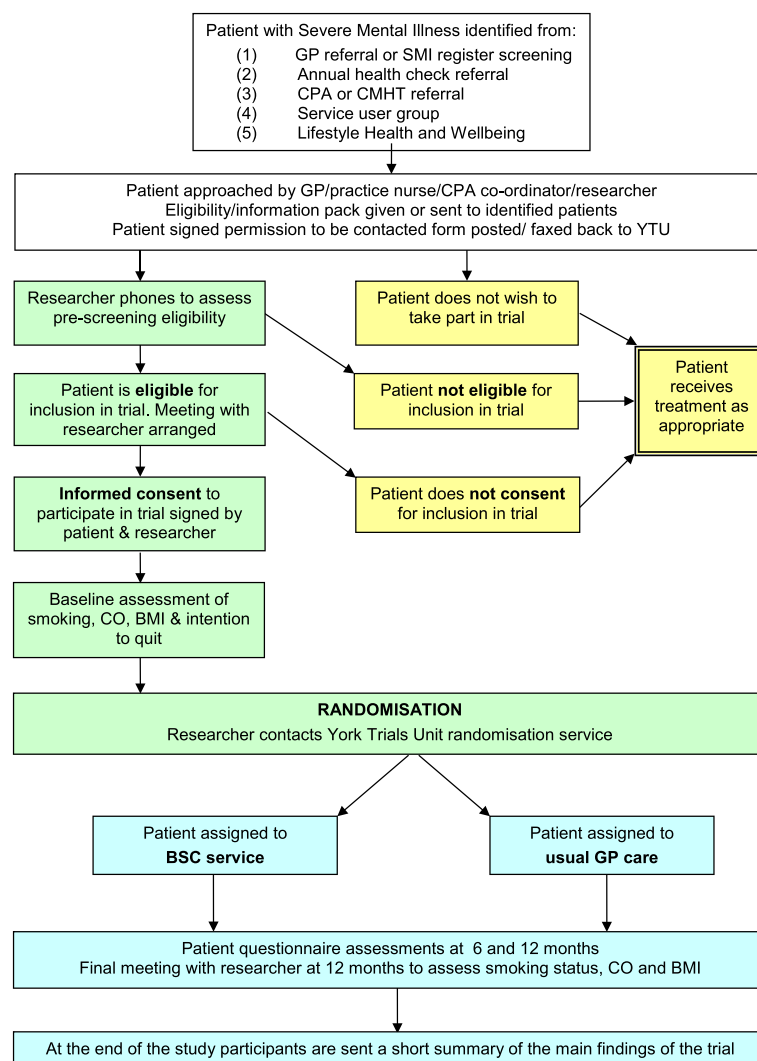 Patient with Severe Mental Illness identified from:
(1) GP referral or SMI register screening
(2) Annual health check referral
(3) CPA or CMHT referral
(4) Service user group
(5) Lifestyle Health and Wellbeing
Patient approached by GP/practice nurse/CPA co-ordinator/researcher
Eligibility/information pack given or sent to identified patients
Patient signed permission to be contacted form posted/ faxed back to YTU
Researcher phones to assess
pre-screening eligibility
Patient does not wish to
take part in trial
Patient is eligible for
inclusion in trial. Meeting with
researcher arranged
Patient not eligible for
inclusion in trial
Patient
receives
treatment as
appropriate
Informed consent to
participate in trial signed by
patient & researcher
Patient does not consent
for inclusion in trial
Baseline assessment of
smoking, CO, BMI & intention
to quit
RANDOMISATION
Researcher contacts York Trials Unit randomisation service
Patient assigned to
BSC service
Patient assigned to
usual GP care
Patient questionnaire assessments at 6 and 12 months
Final meeting with researcher at 12 months to assess smoking status, CO and BMI
At the end of the study participants are sent a short summary of the main findings of the trial